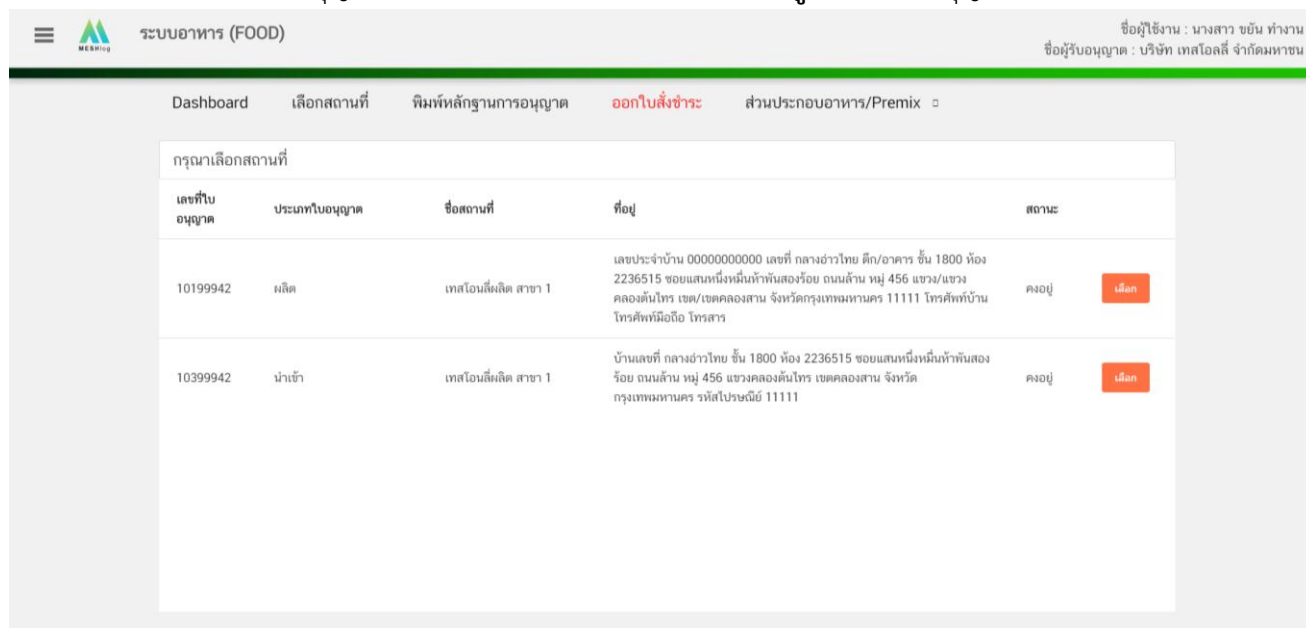 ระบบอาหาร (FOOD)
ชื่อผู้ใช้งาน : นางสาว ขยัน ทำงาน
ชื่อผู้รับอนุญาต : บริษัท เทสโอลลี่ จำกัดมหาชน
MESHlog
Dashboard เลือกสถานที่ พิมพ์หลักฐานการอนุญาต ออกใบสั่งชำระ ส่วนประกอบอาหาร/Premix
กรุณาเลือกสถานที่
เลขที่ใบ
อนุญาต ประเภทใบอนุญาต ชื่อสถานที่ ที่อยู่ สถานะ
เลขประจำบ้าน 00000000000 เลขที่ กลางอ่าวไทย ตึก/อาคาร ชั้น 1800 ห้อง
10199942 ผลิต เทสโอนลี่ผลิต สาขา 1 2236515 ซอยแสนหนึ่งหมื่นห้าพันสองร้อย ถนนล้าน หมู่ 456 แขวง/แขวง คงอยู่ เลือก
คลองต้นไทร เขต/เขตคลองสาน จังหวัดกรุงเทพมหานคร 11111 โทรศัพท์บ้าน
โทรศัพท์มือถือ โทรสาร
บ้านเลขที่ กลางอ่าวไทย ชั้น 1800 ห้อง 2236515 ซอยแสนหนึ่งหมื่นห้าพันสอง
10399942 นำเข้า เทสโอนลี่ผลิต สาขา 1 ร้อย ถนนล้าน หมู่ 456 แขวงคลองต้นไทร เขตคลองสาน จังหวัด คงอยู่ เลือก
กรุงเทพมหานคร รหัสไปรษณีย์ 11111